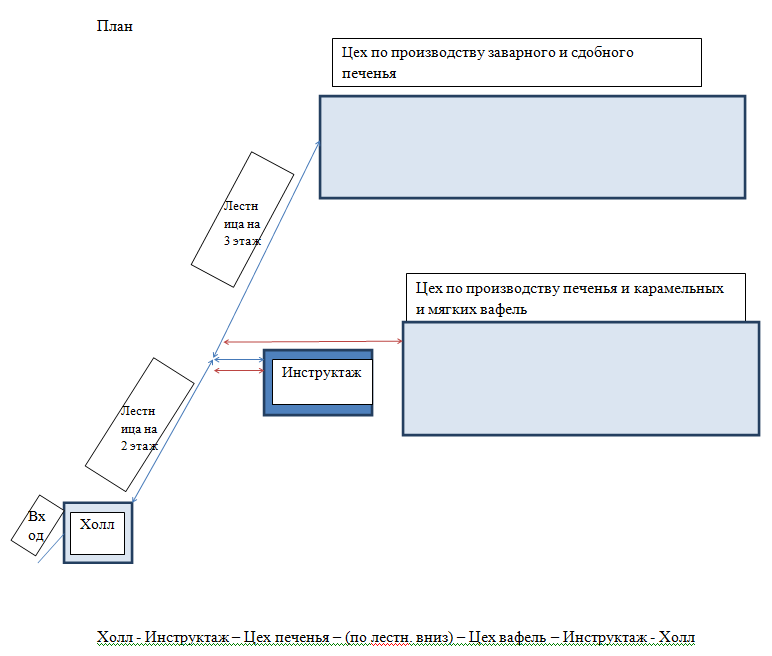 План
Цех по производству заварного и сдобного
печенья
Лестн
ица на
3 этаж
Цех по производству печенья и карамельных
и мягких вафель
Инструктаж
Лестн
ица на
2 этаж
Вх
од
Холл
Холл - Инструктаж – Цех печенья – (по лестн. вниз) – Цех вафель – Инструктаж - Холл